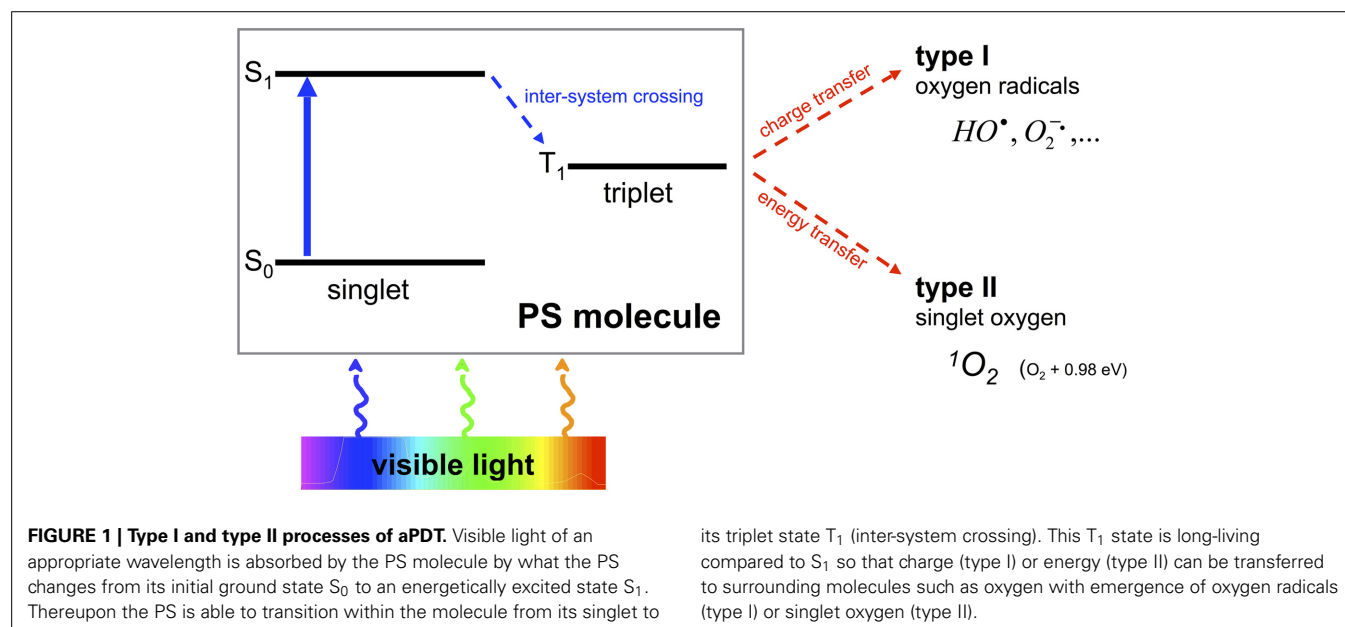 S₁
inter-system crossing
T₁
triplet
S₀
singlet
PS molecule
charge transfer
energy transfer
type I
oxygen radicals
HO•, O₂⁻•,...
type II
singlet oxygen
¹O₂ (O₂ + 0.98 eV)
visible light
FIGURE 1 | Type I and type II processes of aPDT. Visible light of an
appropriate wavelength is absorbed by the PS molecule by what the PS
changes from its initial ground state S₀ to an energetically excited state S₁.
Thereupon the PS is able to transition within the molecule from its singlet to
its triplet state T₁ (inter-system crossing). This T₁ state is long-living
compared to S₁ so that charge (type I) or energy (type II) can be transferred
to surrounding molecules such as oxygen with emergence of oxygen radicals
(type I) or singlet oxygen (type II).